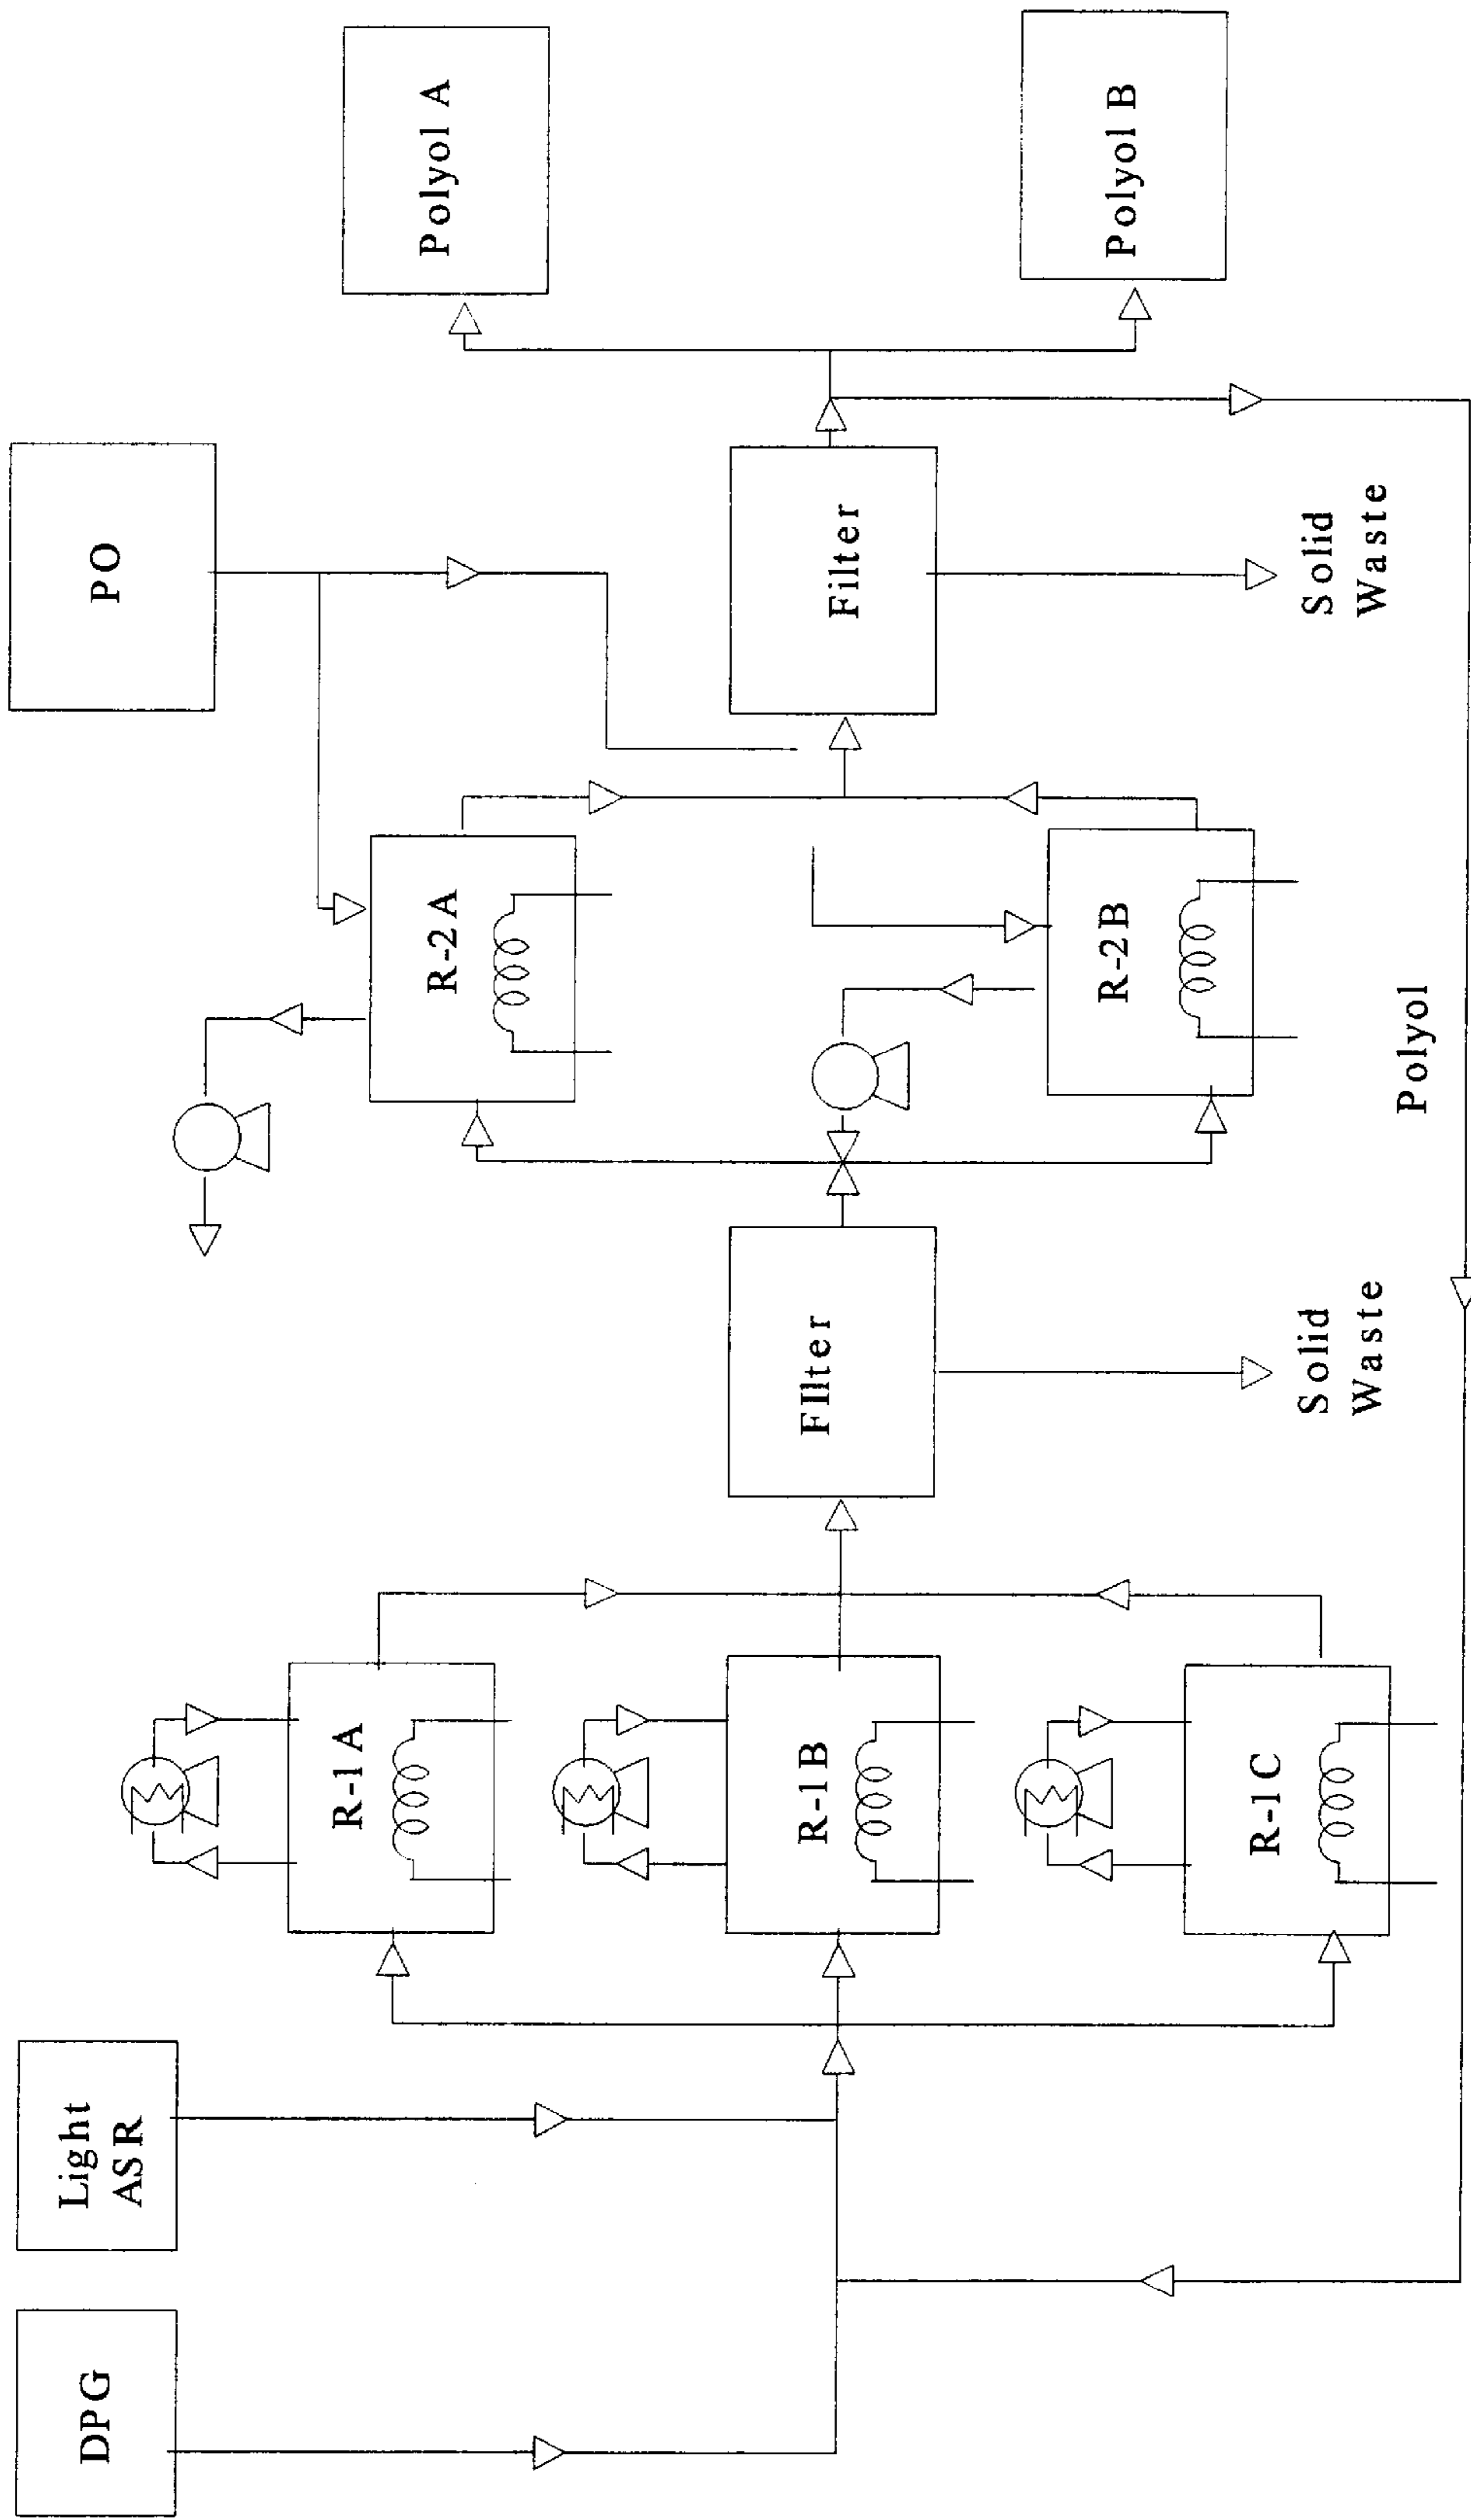 DPG
Light
ASR
R-1A
R-1B
R-1C
FIlter
Solid
Waste
R-2A
R-2B
PO
Filter
Solid
Waste
Polyol A
Polyol B
Polyol